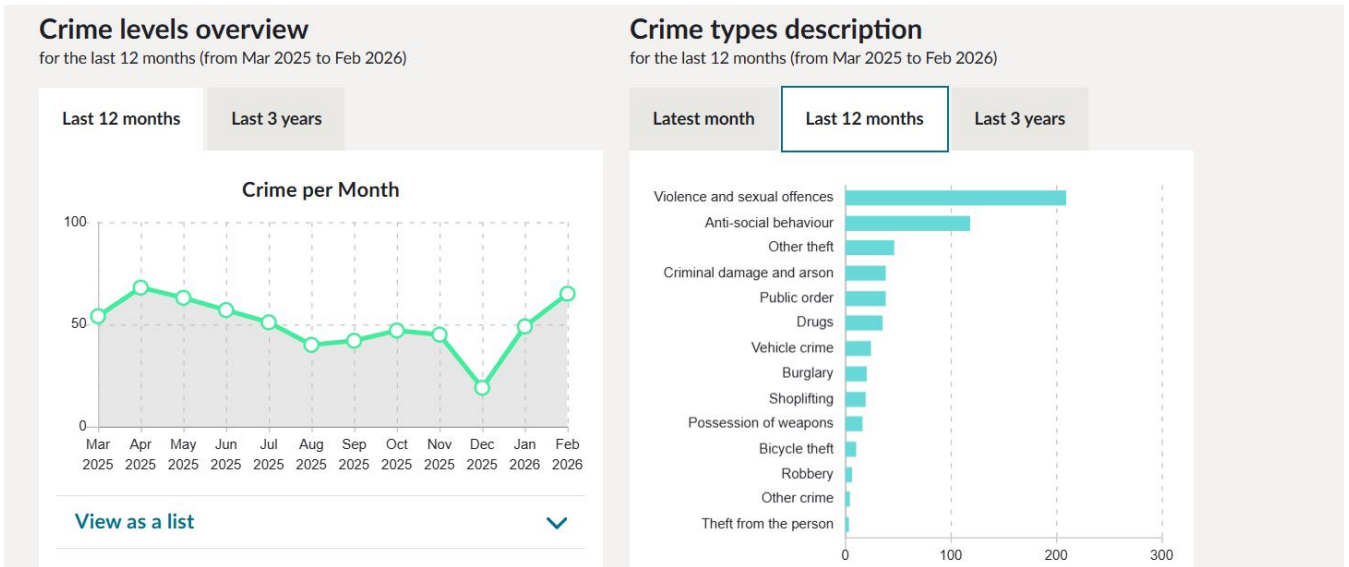 Crime levels overview
for the last 12 months (from Mar 2025 to Feb 2026)
Last 12 months
Last 3 years
Crime per Month
100
50
0
Mar 2025
Apr 2025
May 2025
Jun 2025
Jul 2025
Aug 2025
Sep 2025
Oct 2025
Nov 2025
Dec 2025
Jan 2026
Feb 2026
View as a list
Crime types description
for the last 12 months (from Mar 2025 to Feb 2026)
Latest month
Last 12 months
Last 3 years
Violence and sexual offences
Anti-social behaviour
Other theft
Criminal damage and arson
Public order
Drugs
Vehicle crime
Burglary
Shoplifting
Possession of weapons
Bicycle theft
Robbery
Other crime
Theft from the person
0 100 200 300